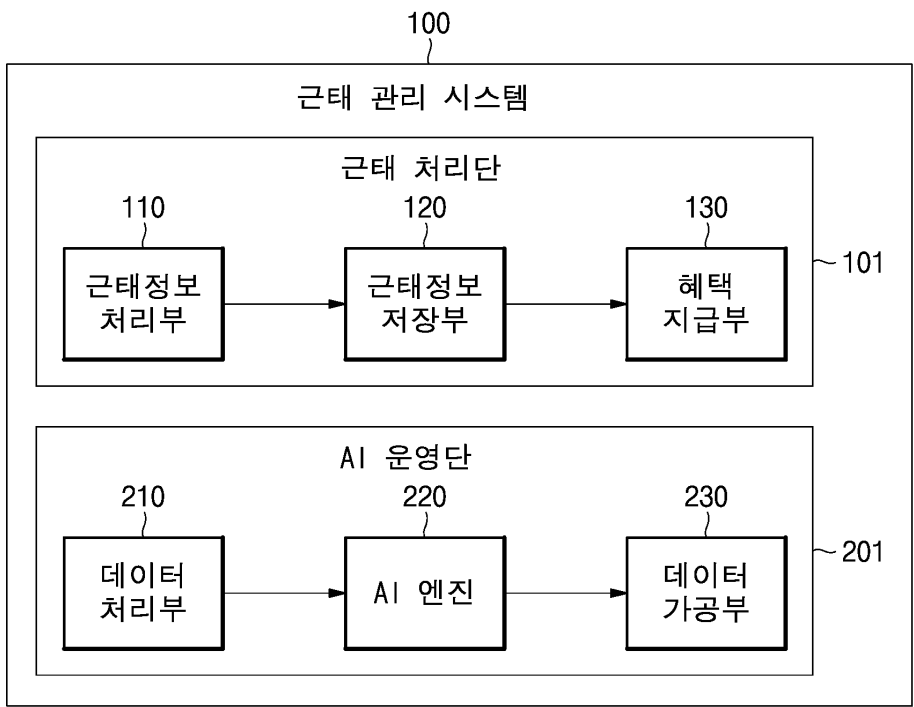 100
근태 관리 시스템
근태 처리단
110
120
130
근태정보
처리부
근태정보
저장부
혜택
지급부
101
AI 운영단
210
220
230
데이터
처리부
AI 엔진
데이터
가공부
201